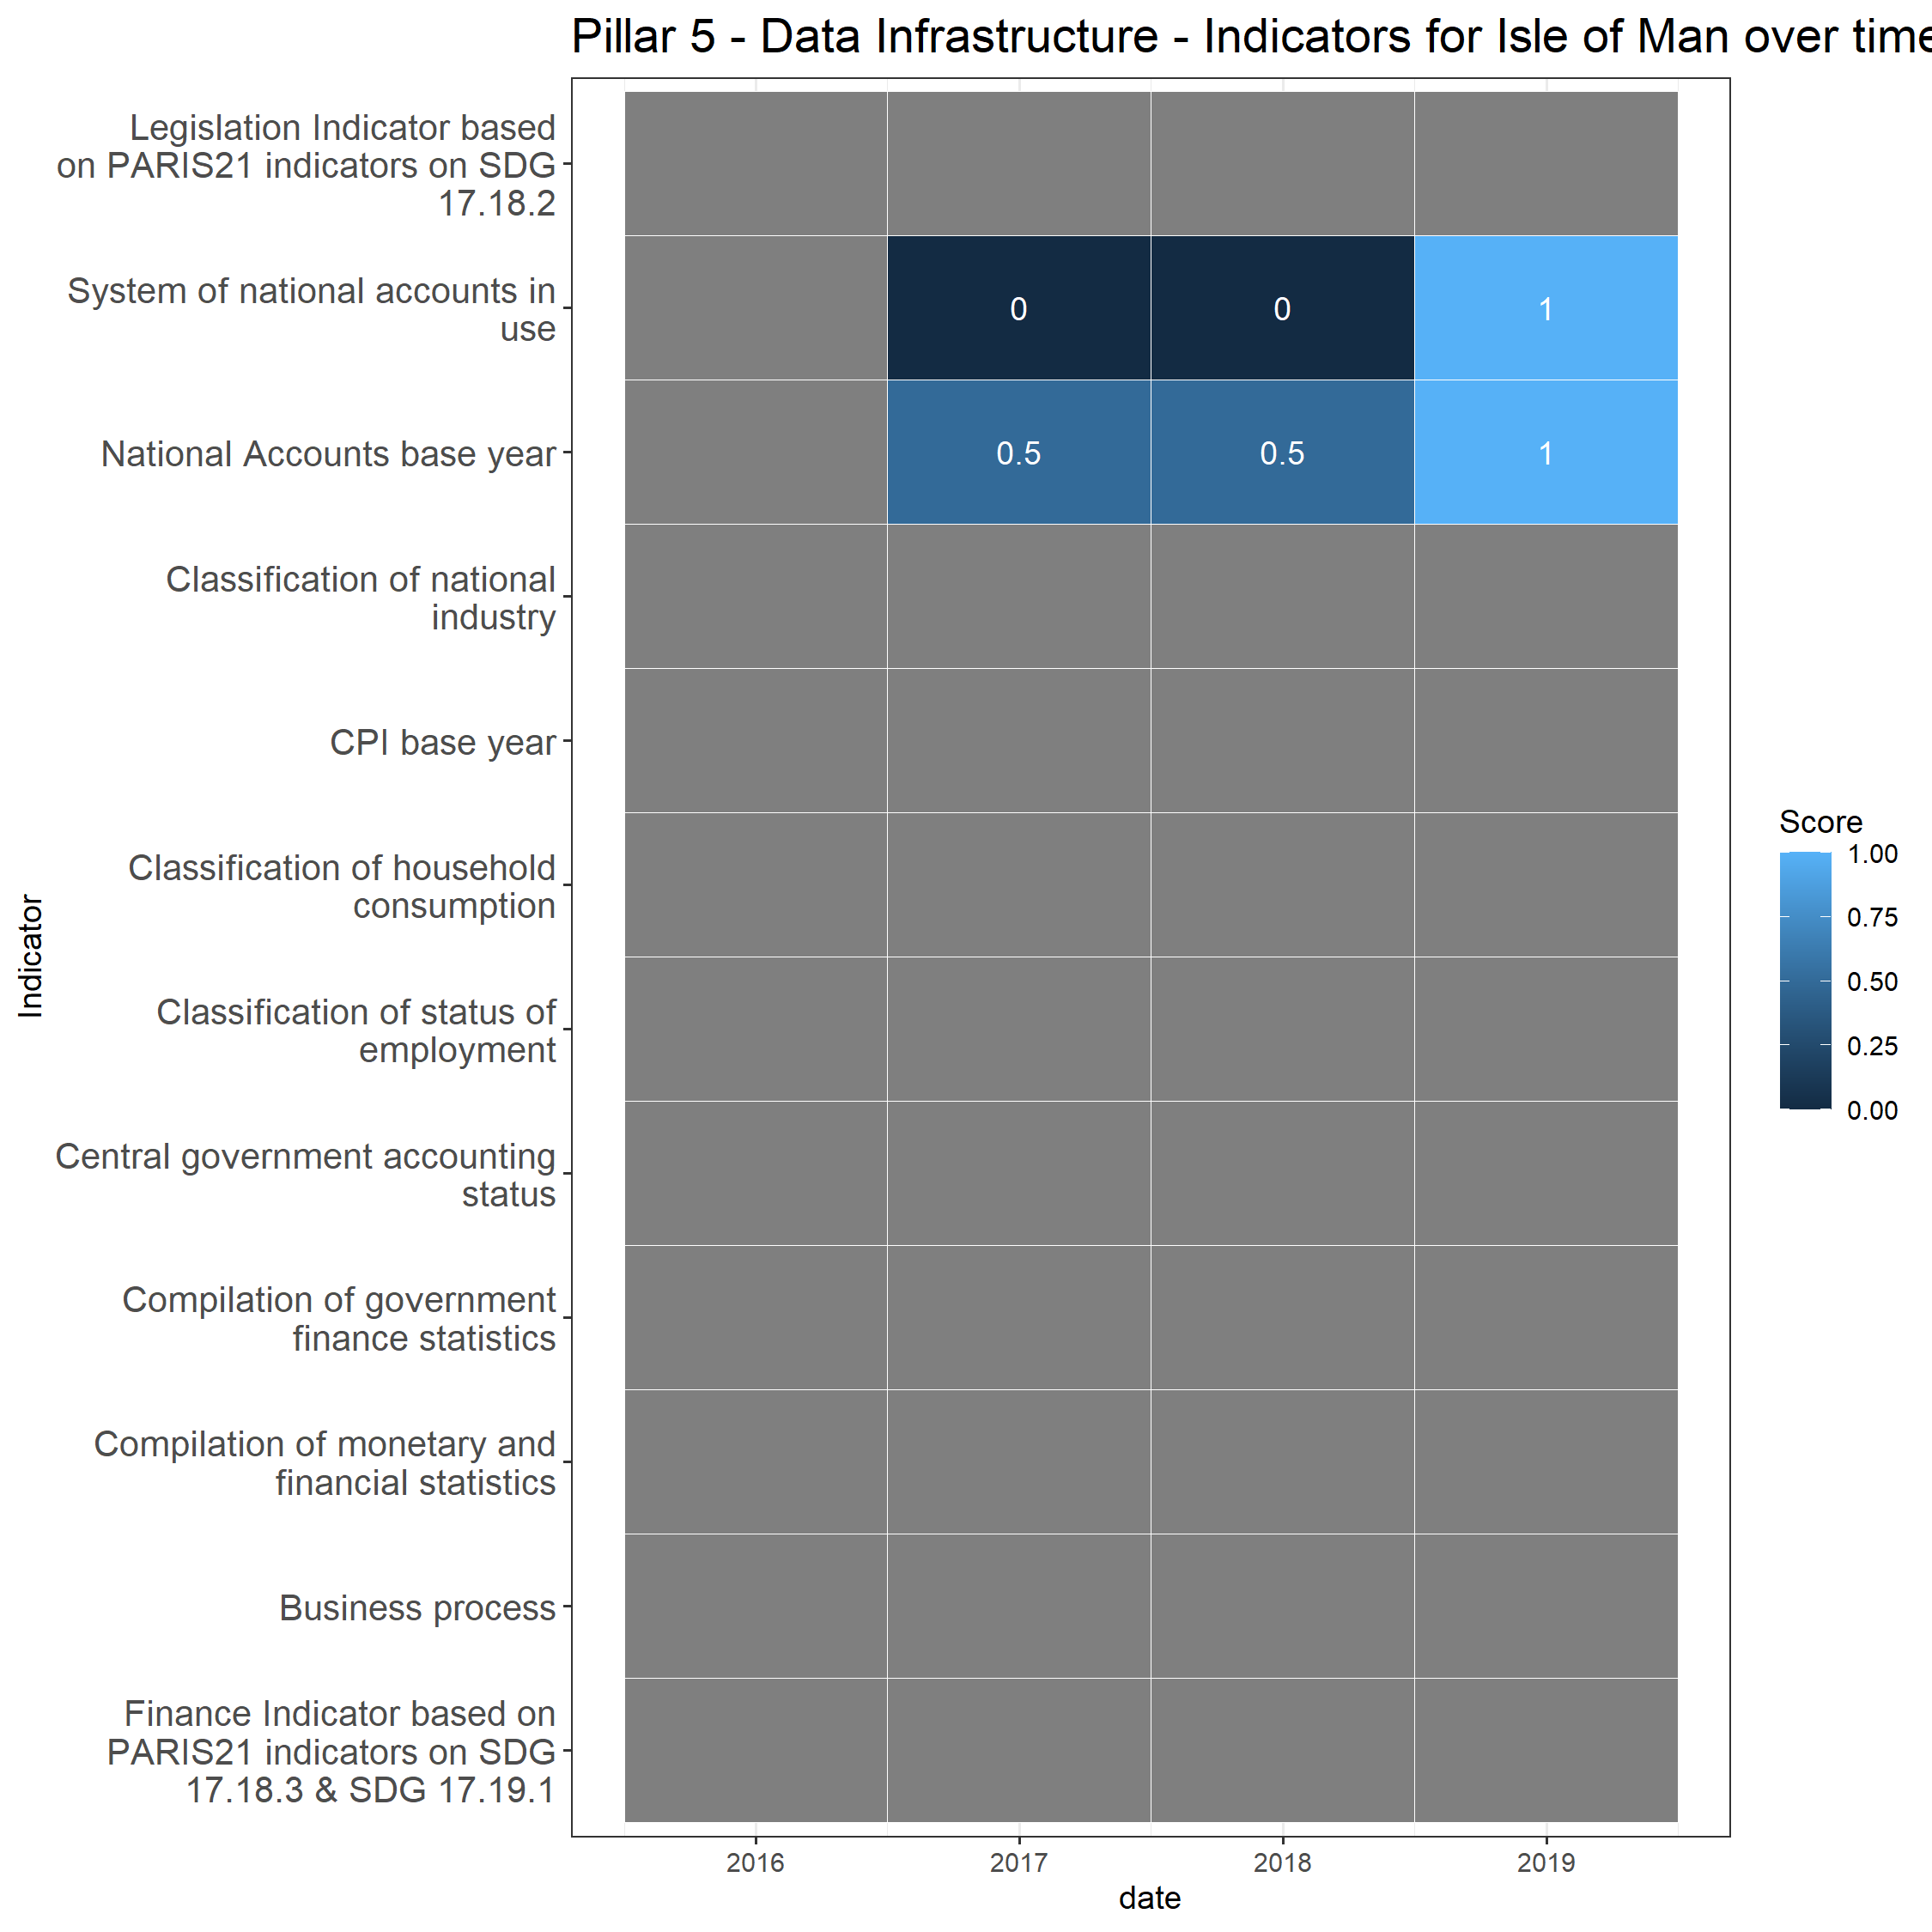 Pillar 5 - Data Infrastructure - Indicators for Isle of Man over time
Legislation Indicator based
on PARIS21 indicators on SDG
17.18.2
System of national accounts in
use
0 0 1
National Accounts base year
0.5 0.5 1
Classification of national
industry
CPI base year
Classification of household
consumption
Classification of status of
employment
Central government accounting
status
Compilation of government
finance statistics
Compilation of monetary and
financial statistics
Business process
Finance Indicator based on
PARIS21 indicators on SDG
17.18.3 & SDG 17.19.1
Indicator
2016 2017 2018 2019
date
Score
1.00
0.75
0.50
0.25
0.00